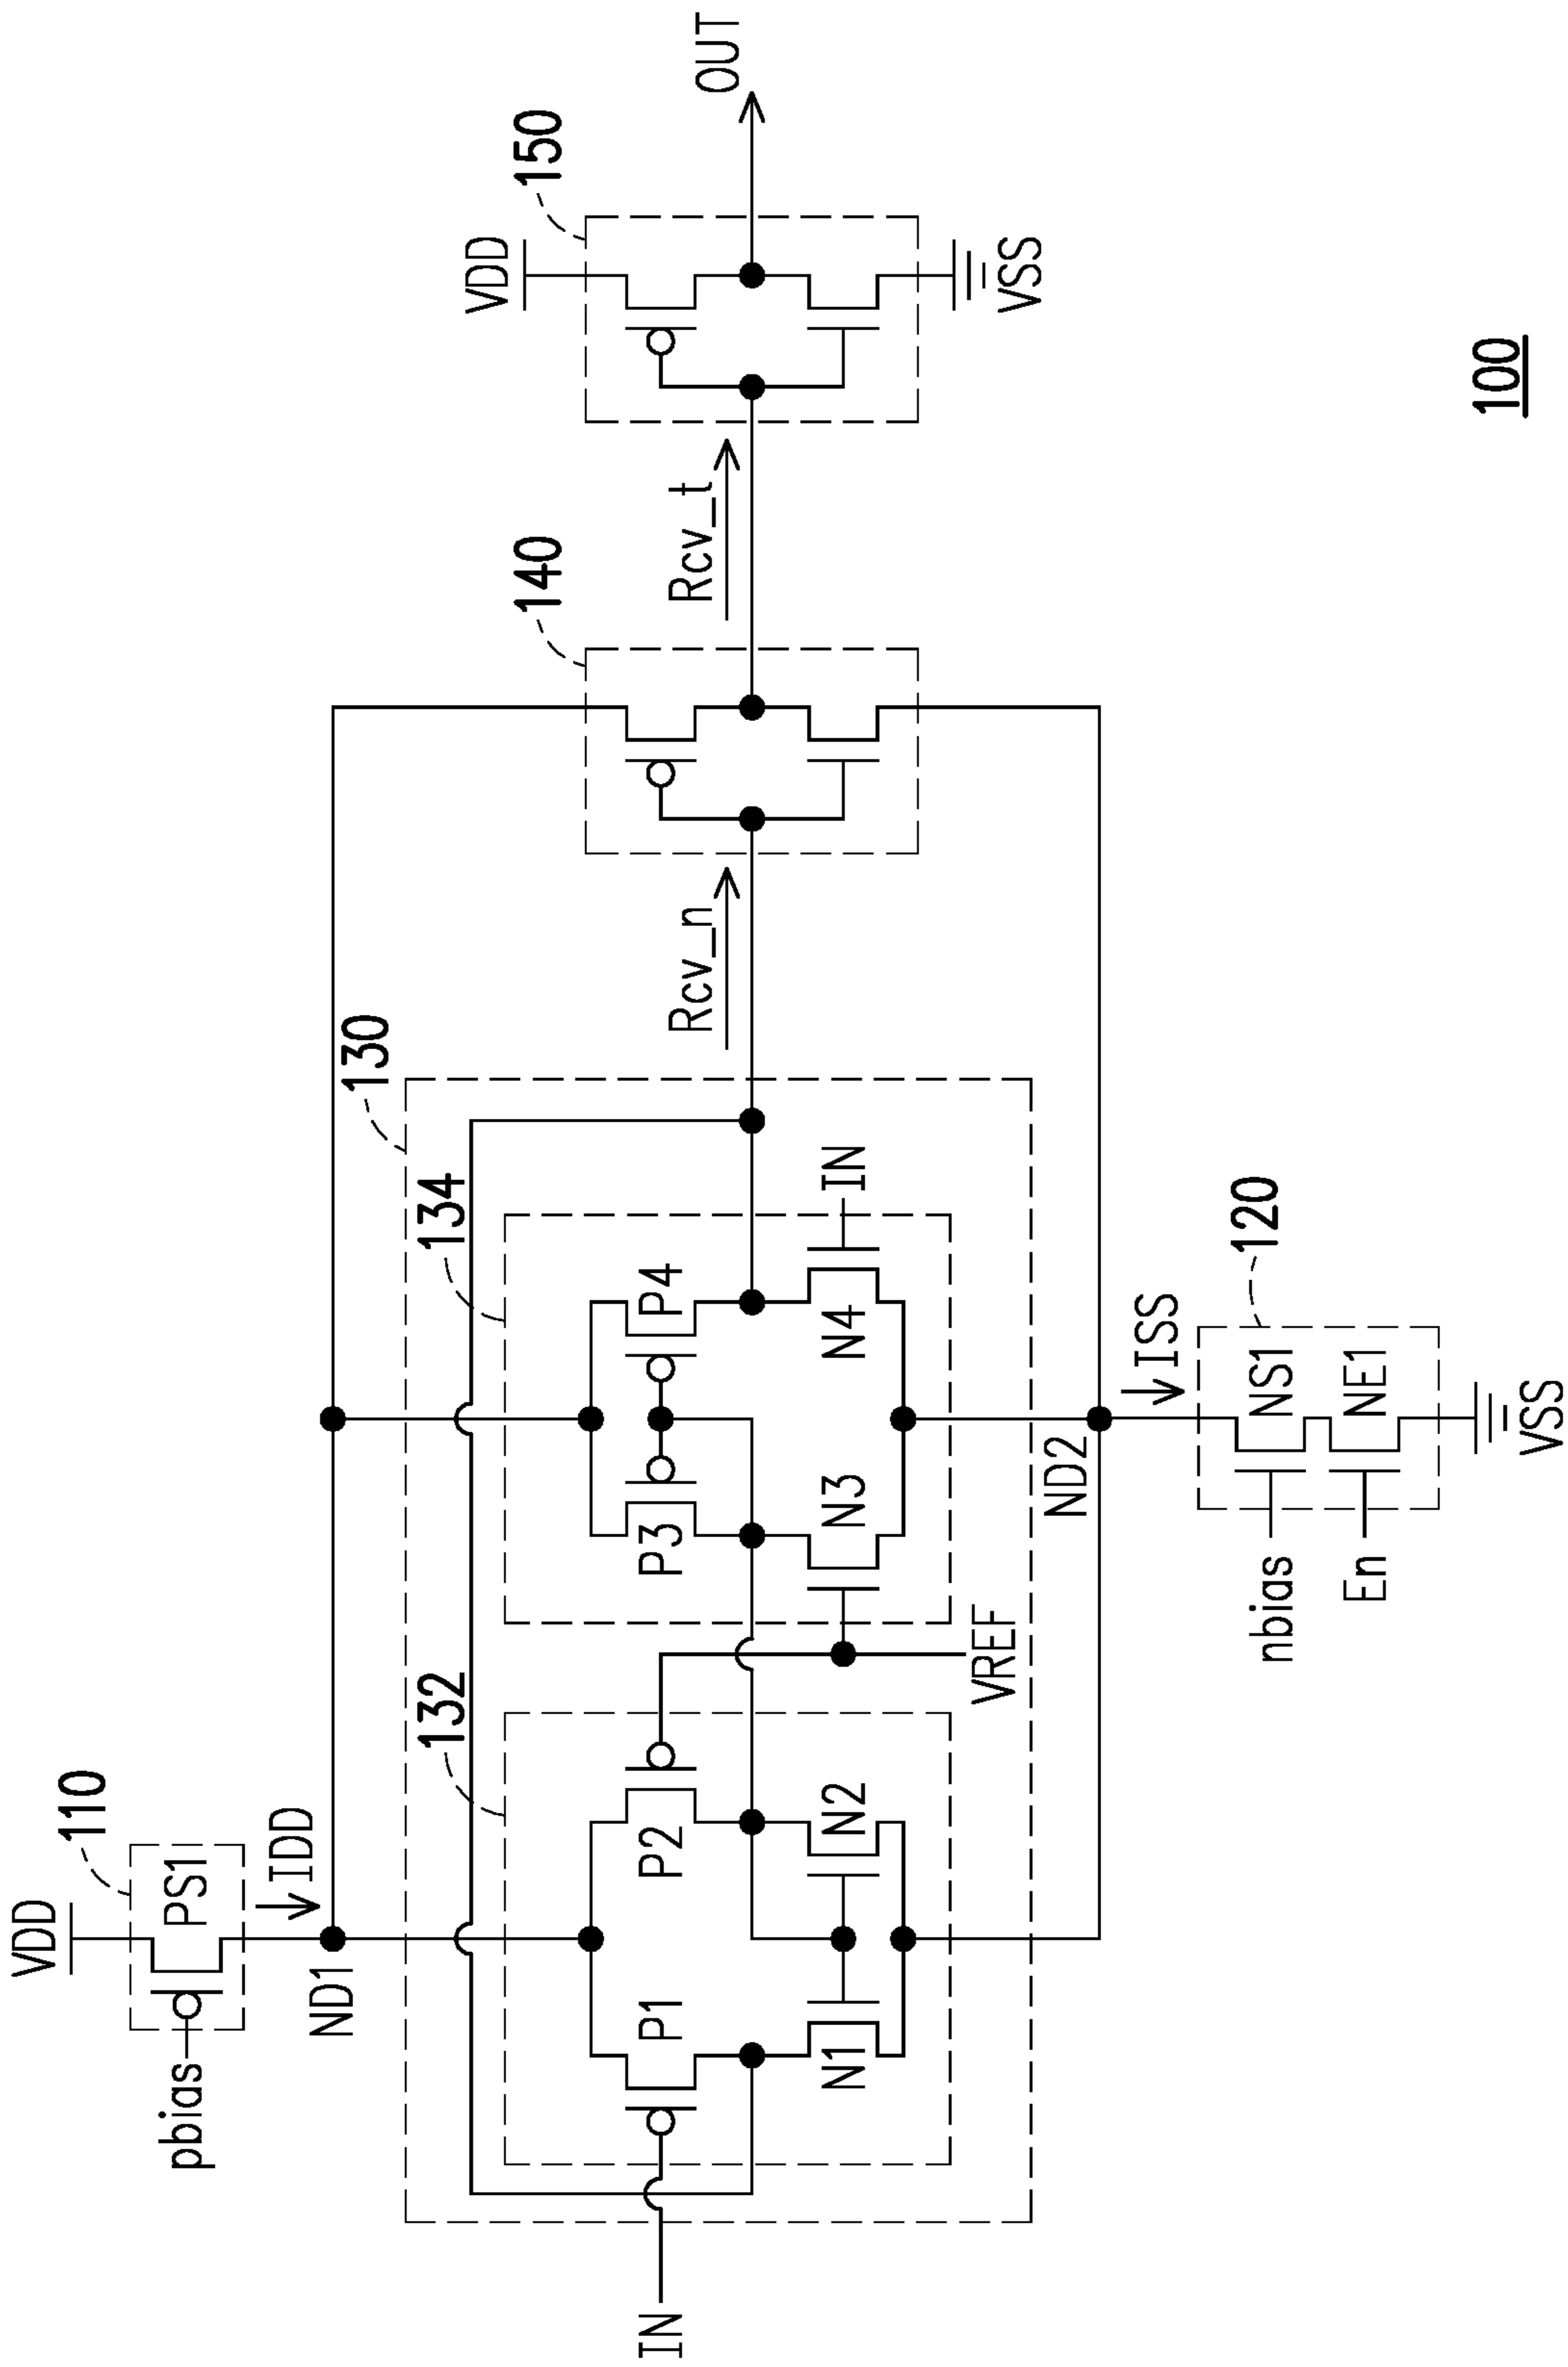 VDD
110
pbias
PS1
IDD
ND1
130
132
134
140
150
VDD
IN
P1
P2
P3
P4
Rcv_n
Rcv_t
OUT
N1
N2
N3
N4
IN
VREF
VSS
ND2
ISS
120
nbias
NS1
En
NE1
VSS
100